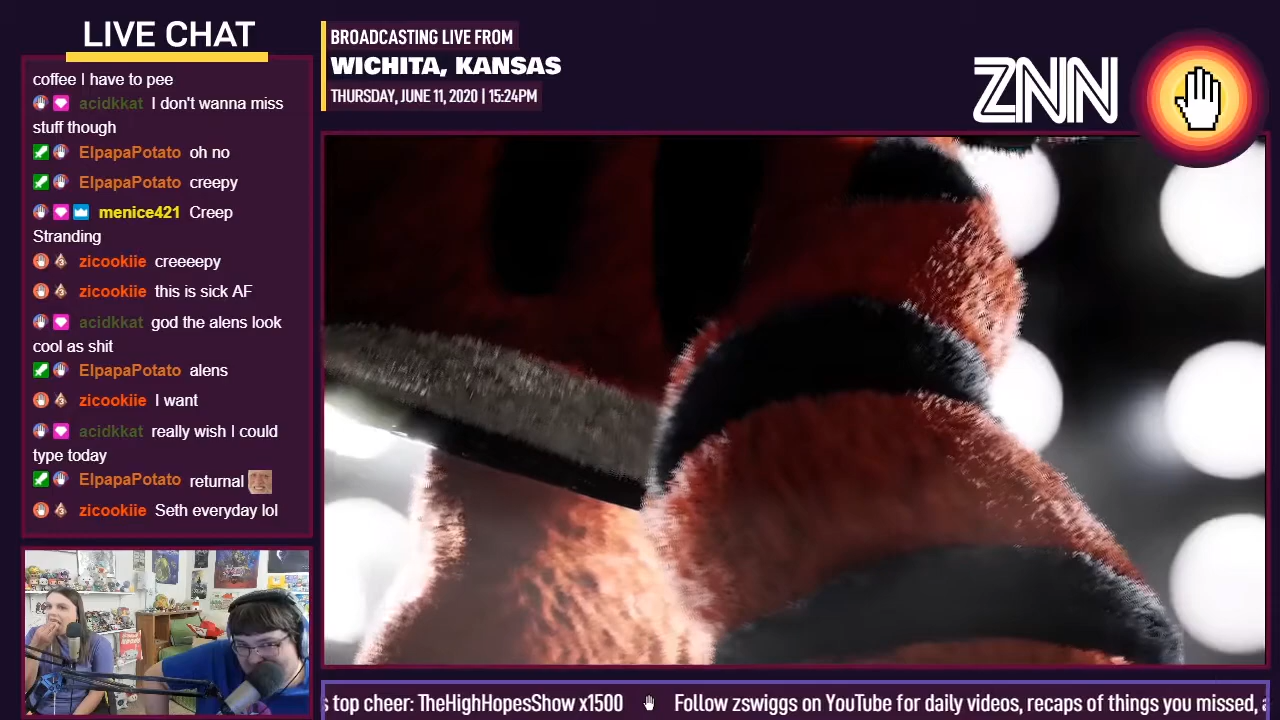 LIVE CHAT
coffee I have to pee
acidkkat I don't wanna miss
stuff though
ElpapaPotato oh no
ElpapaPotato creepy
menice421 Creep
Stranding
zicookiie creeeepy
zicookiie this is sick AF
acidkkat god the alens look
cool as shit
ElpapaPotato alens
zicookiie I want
acidkkat really wish I could
type today
ElpapaPotato returnal
zicookiie Seth everyday lol
BROADCASTING LIVE FROM
WICHITA, KANSAS
THURSDAY, JUNE 11, 2020 | 15:24PM
ZNN
s top cheer: TheHighHopesShow x1500 Follow zswiggs on YouTube for daily videos, recaps of things you missed,